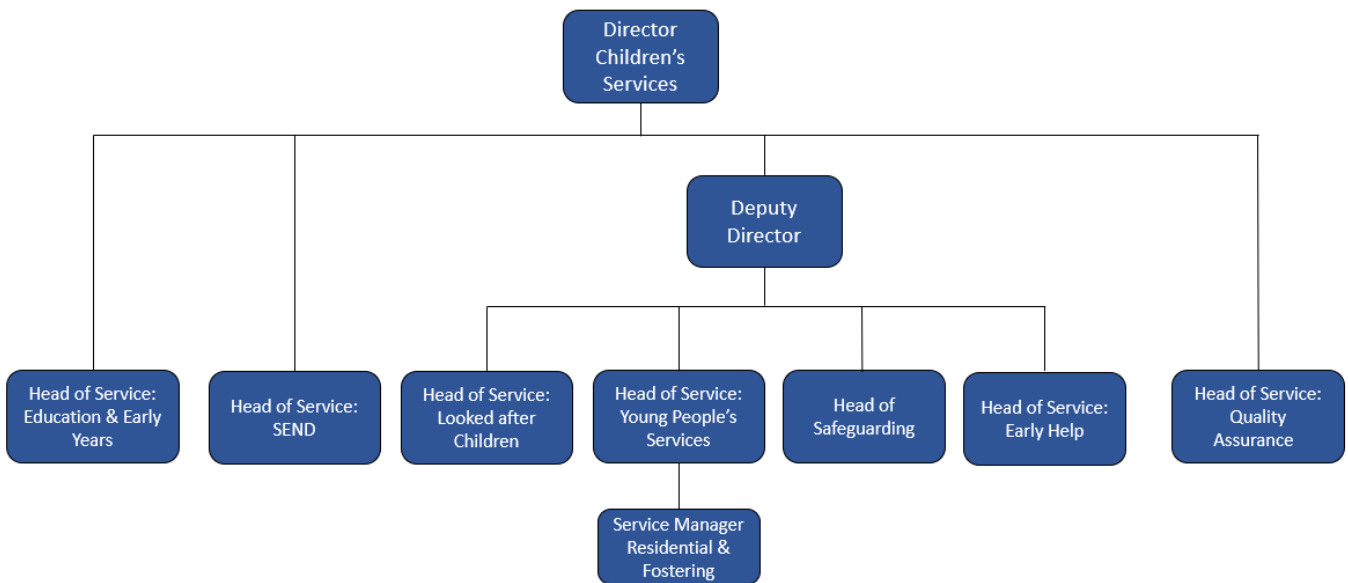 Director
Children's
Services
Deputy
Director
Head of Service:
Education & Early
Years
Head of Service:
SEND
Head of Service:
Looked after
Children
Head of Service:
Young People's
Services
Head of
Safeguarding
Head of Service:
Early Help
Head of Service:
Quality
Assurance
Service Manager
Residential &
Fostering